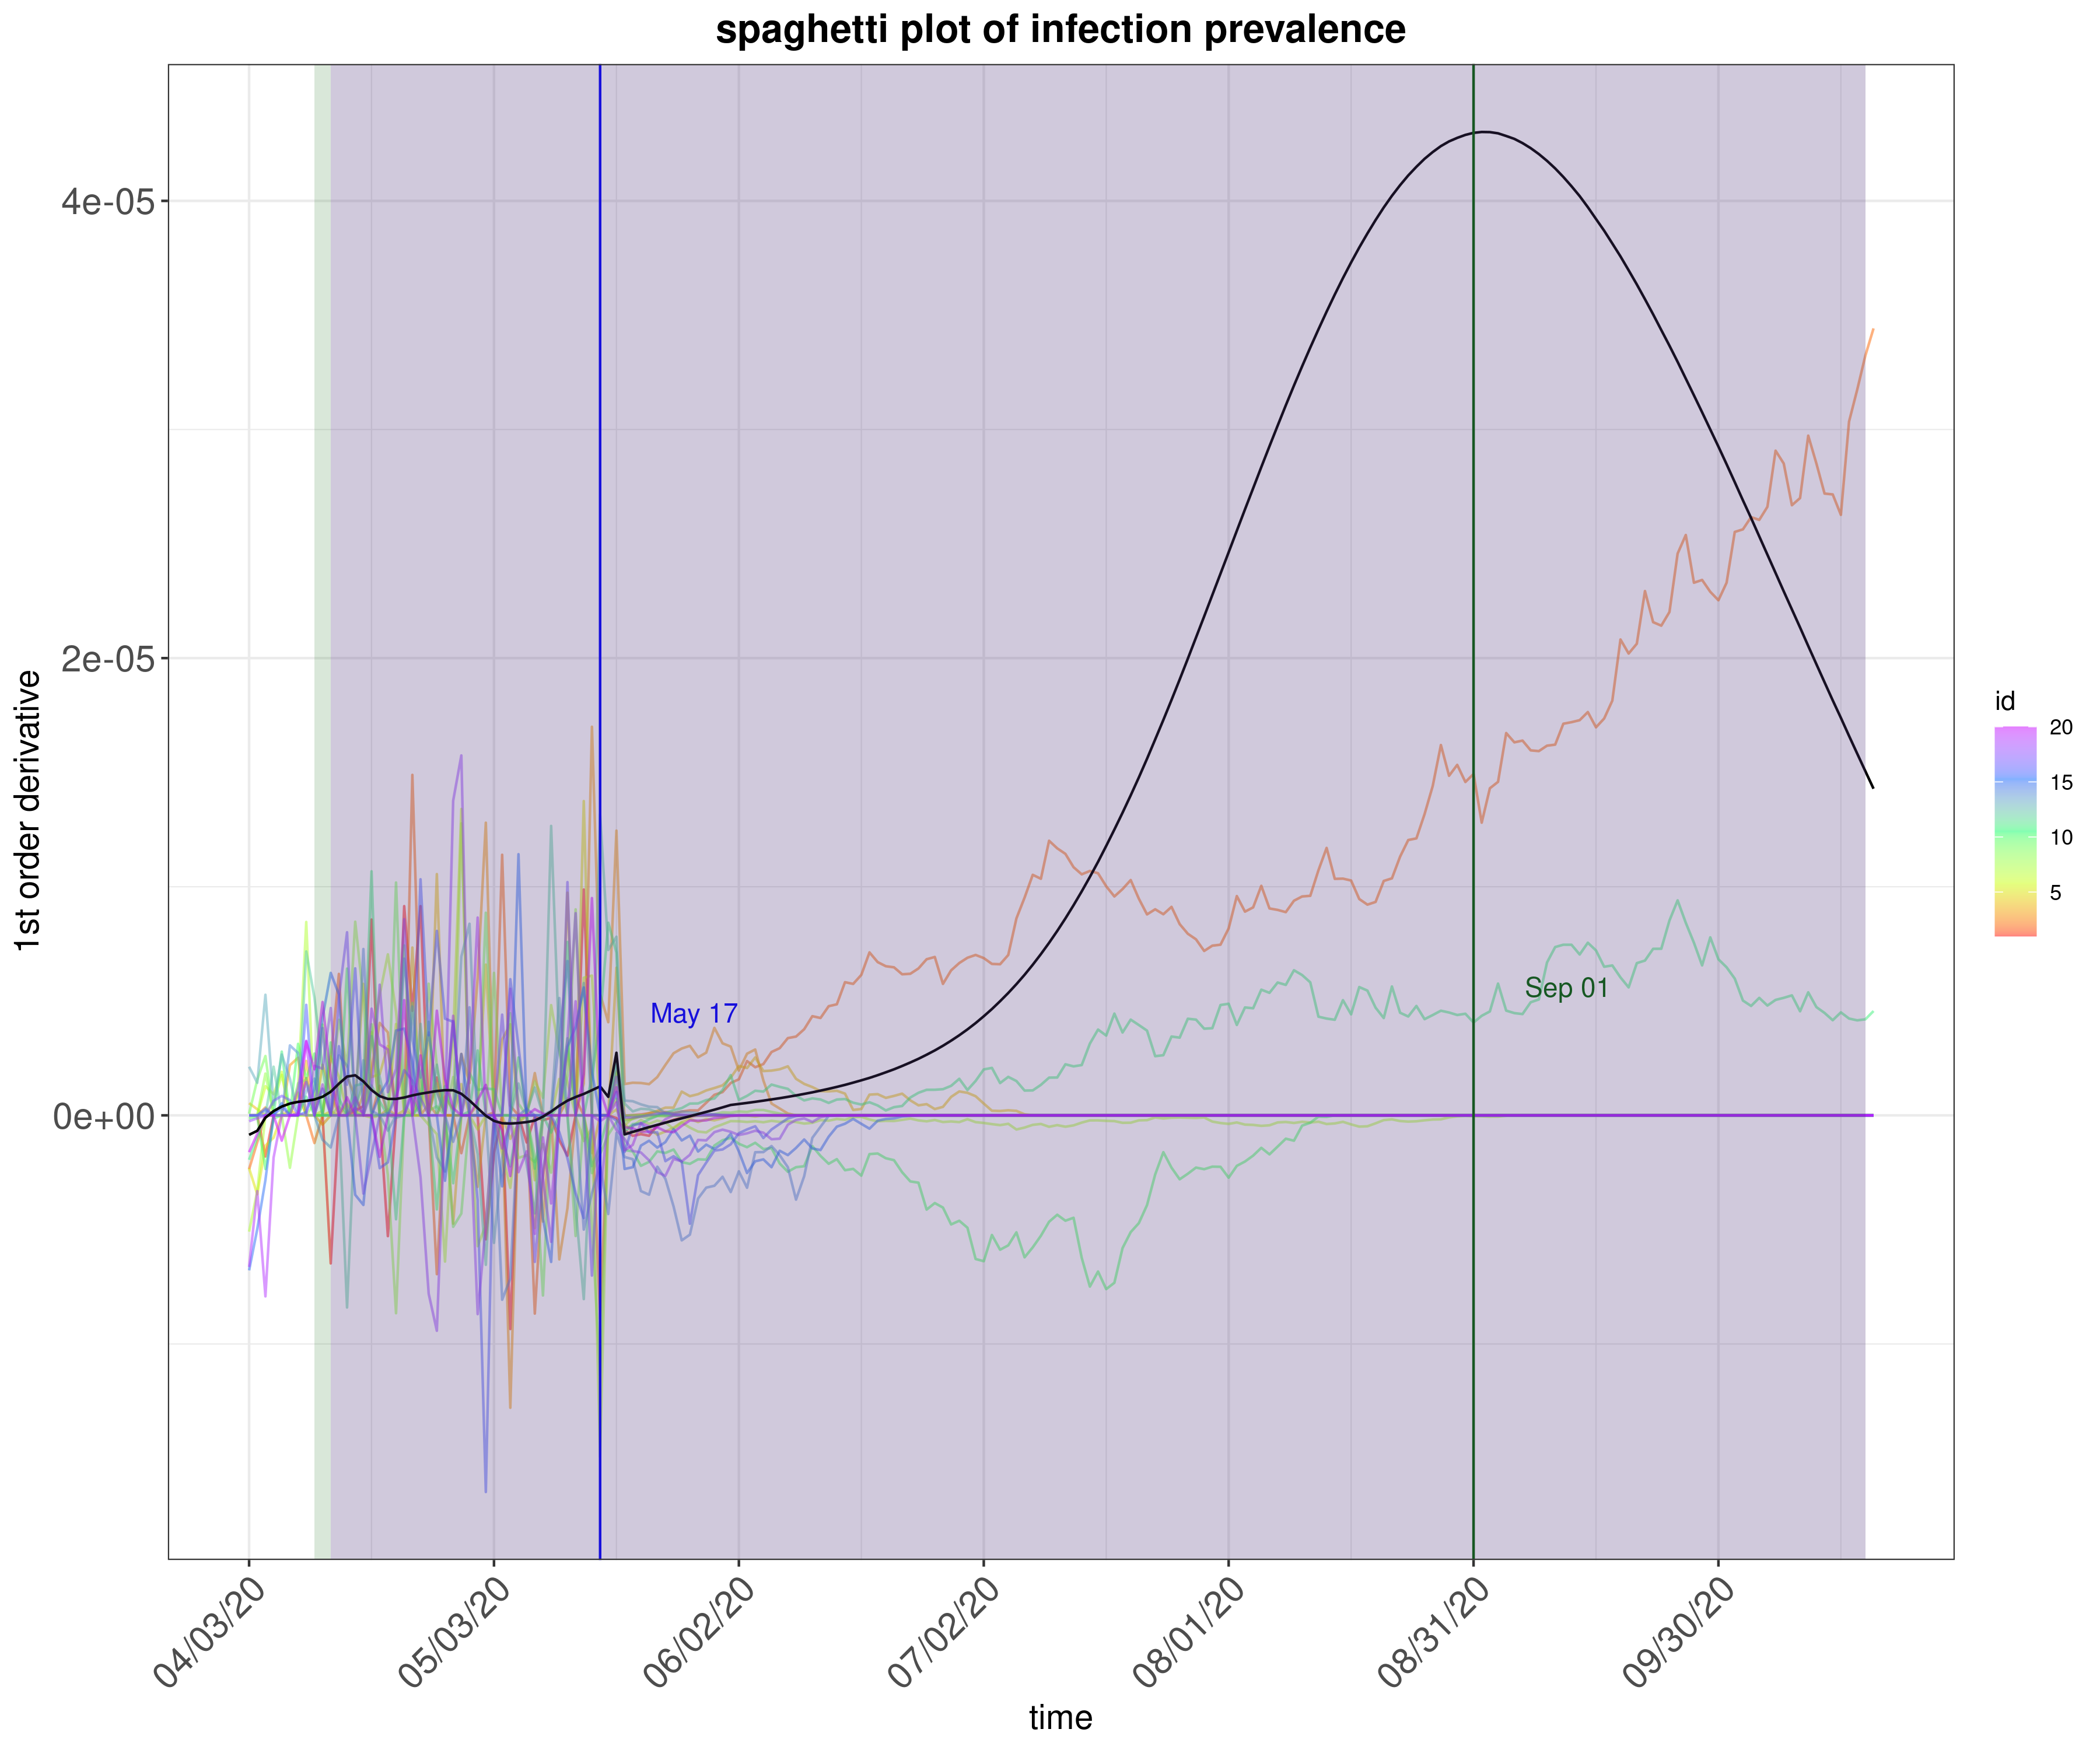 spaghetti plot of infection prevalence
1st order derivative
4e-05
2e-05
0e+00
May 17
Sep 01
id
20
15
10
5
04/03/20
05/03/20
06/02/20
07/02/20
08/01/20
08/31/20
09/30/20
time